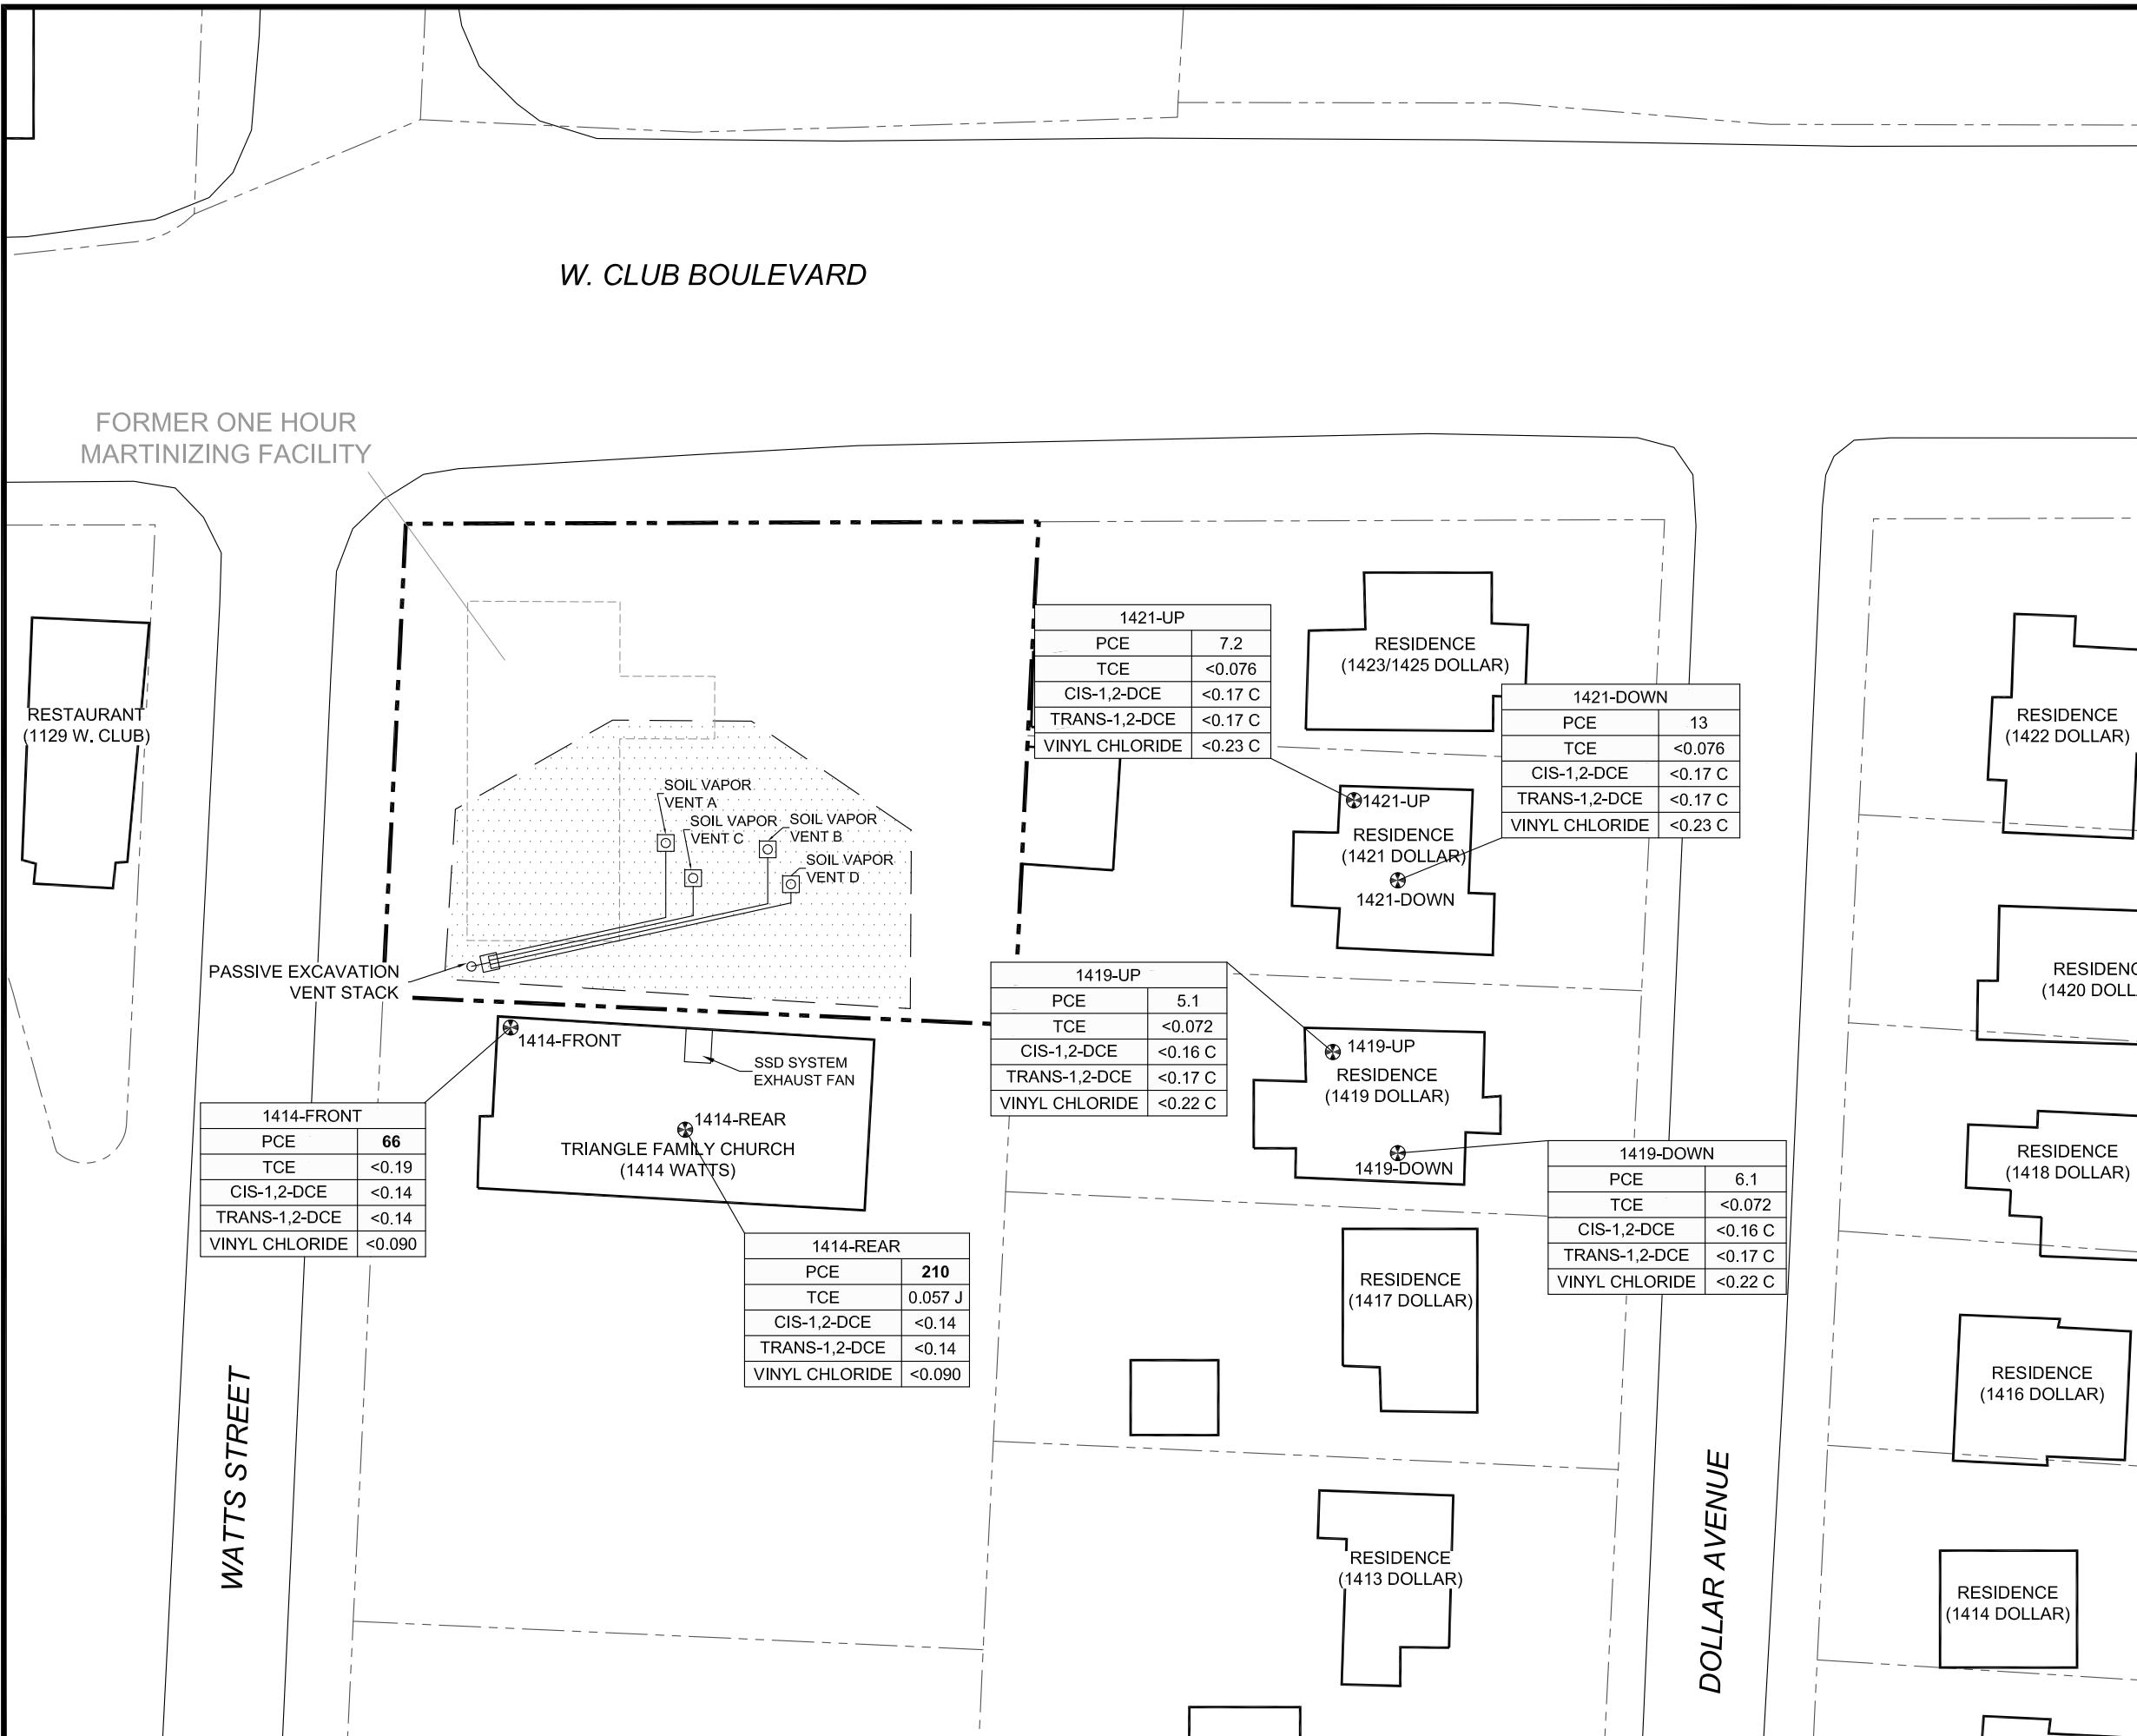 W. CLUB BOULEVARD
FORMER ONE HOUR
MARTINIZING FACILITY
RESTAURANT
(1129 W. CLUB)
SOIL VAPOR
VENT A
SOIL VAPOR
VENT C
SOIL VAPOR
VENT B
SOIL VAPOR
VENT D
PASSIVE EXCAVATION
VENT STACK
1421-UP
PCE 7.2
TCE <0.076
CIS-1,2-DCE <0.17 C
TRANS-1,2-DCE <0.17 C
VINYL CHLORIDE <0.23 C
RESIDENCE
(1423/1425 DOLLAR)
1421-DOWN
PCE 13
TCE <0.076
CIS-1,2-DCE <0.17 C
TRANS-1,2-DCE <0.17 C
VINYL CHLORIDE <0.23 C
1421-UP
RESIDENCE
(1421 DOLLAR)
1421-DOWN
RESIDENCE
(1422 DOLLAR)
1419-UP
PCE 5.1
TCE <0.072
CIS-1,2-DCE <0.16 C
TRANS-1,2-DCE <0.17 C
VINYL CHLORIDE <0.22 C
1419-UP
RESIDENCE
(1419 DOLLAR)
1419-DOWN
1419-DOWN
PCE 6.1
TCE <0.072
CIS-1,2-DCE <0.16 C
TRANS-1,2-DCE <0.17 C
VINYL CHLORIDE <0.22 C
RESIDENC
(1420 DOLL
RESIDENCE
(1418 DOLLAR)
1414-FRONT
SSD SYSTEM
EXHAUST FAN
1414-REAR
TRIANGLE FAMILY CHURCH
(1414 WATTS)
1414-FRONT
PCE 66
TCE <0.19
CIS-1,2-DCE <0.14
TRANS-1,2-DCE <0.14
VINYL CHLORIDE <0.090
1414-REAR
PCE 210
TCE 0.057 J
CIS-1,2-DCE <0.14
TRANS-1,2-DCE <0.14
VINYL CHLORIDE <0.090
RESIDENCE
(1417 DOLLAR)
RESIDENCE
(1416 DOLLAR)
WATTS STREET
DOLLAR AVENUE
RESIDENCE
(1413 DOLLAR)
RESIDENCE
(1414 DOLLAR)